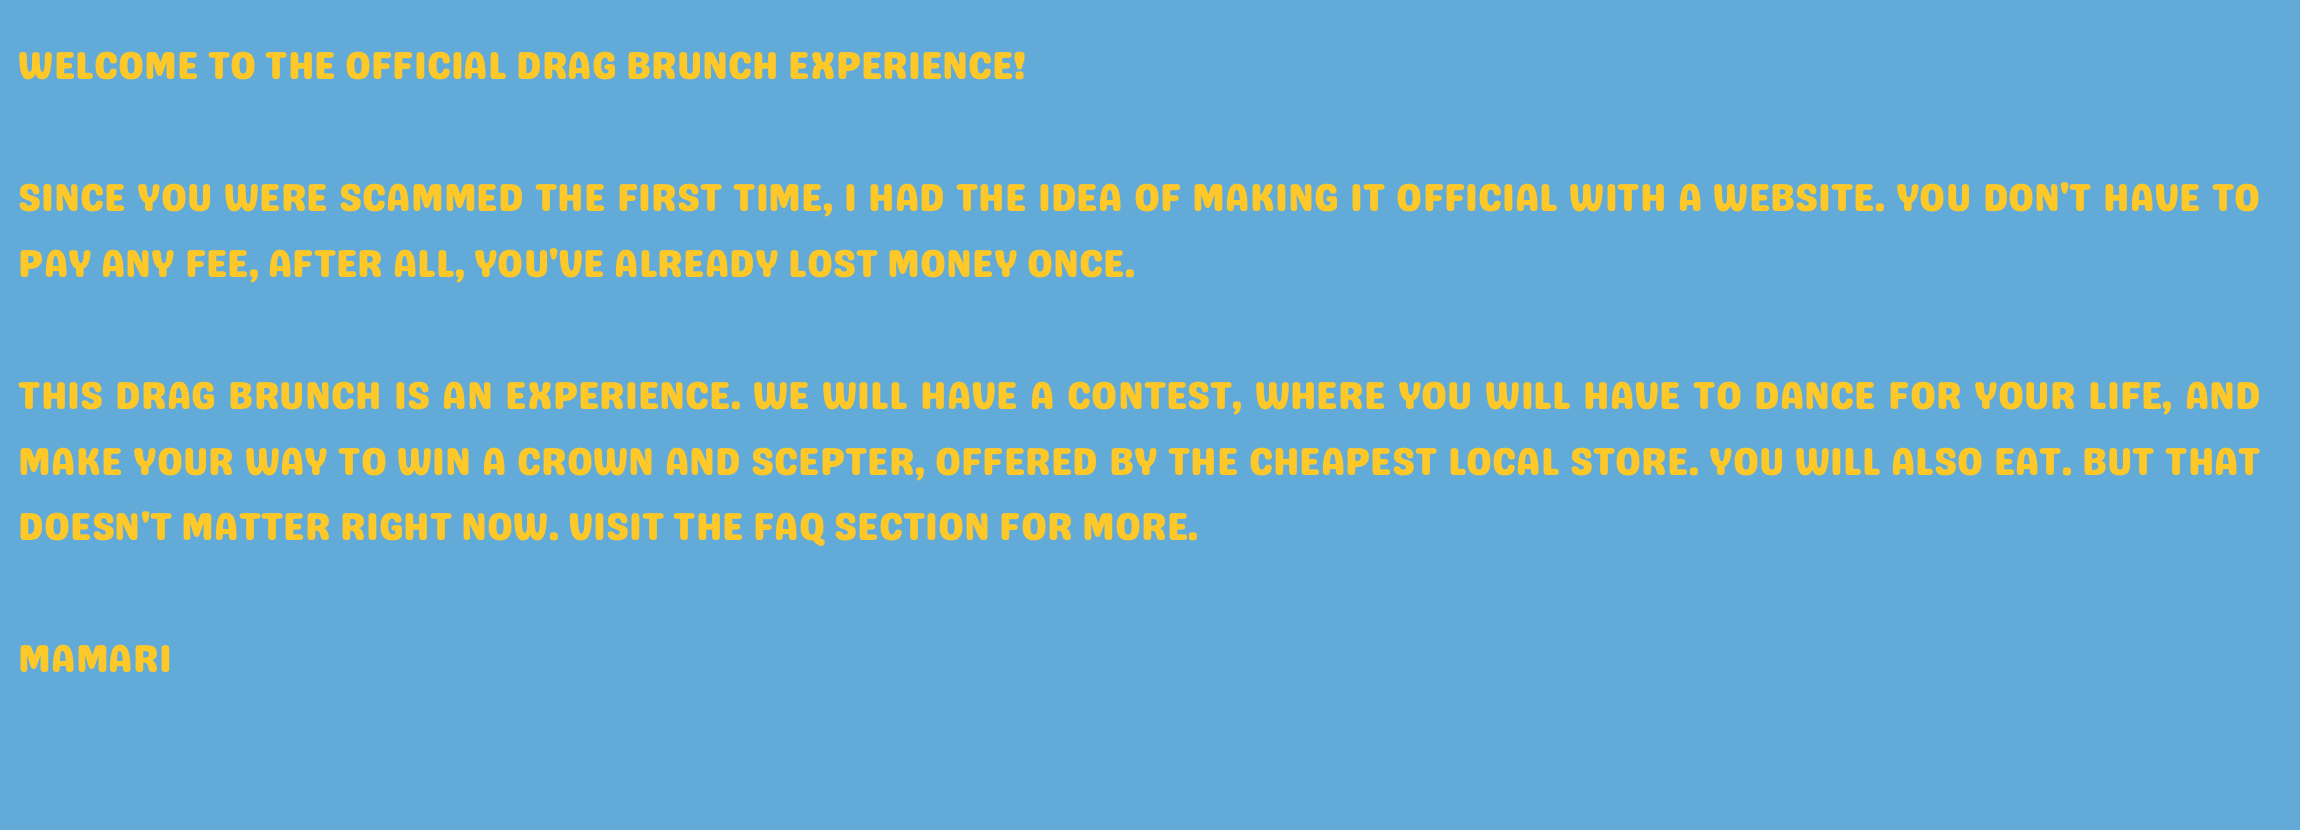 WELCOME TO THE OFFICIAL DRAG BRUNCH EXPERIENCE!
SINCE YOU WERE SCAMMED THE FIRST TIME, I HAD THE IDEA OF MAKING IT OFFICIAL WITH A WEBSITE. YOU DON'T HAVE TO
PAY ANY FEE, AFTER ALL, YOU'VE ALREADY LOST MONEY ONCE.
THIS DRAG BRUNCH IS AN EXPERIENCE. WE WILL HAVE A CONTEST, WHERE YOU WILL HAVE TO DANCE FOR YOUR LIFE, AND
MAKE YOUR WAY TO WIN A CROWN AND SCEPTER, OFFERED BY THE CHEAPEST LOCAL STORE. YOU WILL ALSO EAT. BUT THAT
DOESN'T MATTER RIGHT NOW. VISIT THE FAQ SECTION FOR MORE.
MAMARI